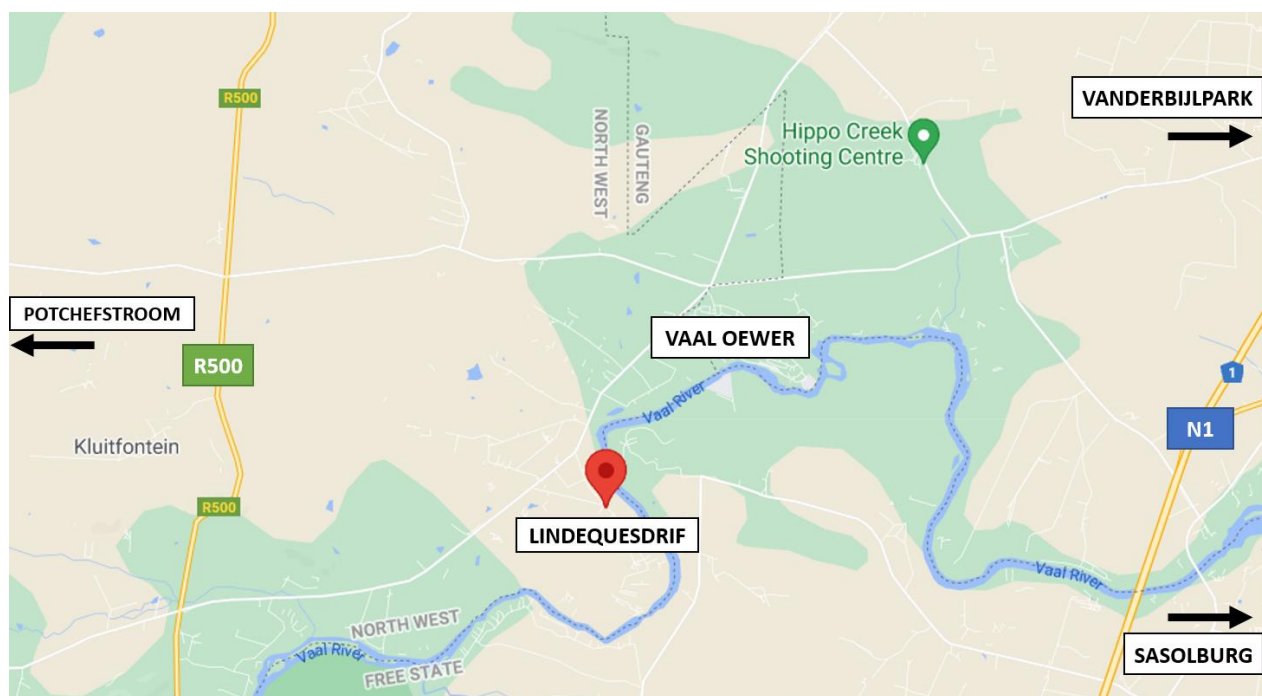 R500
VANDERBIJLPARK
NORTH WEST
GAUTENG
Hippo Creek
Shooting Centre
POTCHEFSTROOM
VAAL OEWER
R500
1
Vaal River
N1
Kluitfontein
R500
LINDEQUESDRIF
Vaal River
NORTH WEST
Vaal River
FREE STATE
SASOLBURG